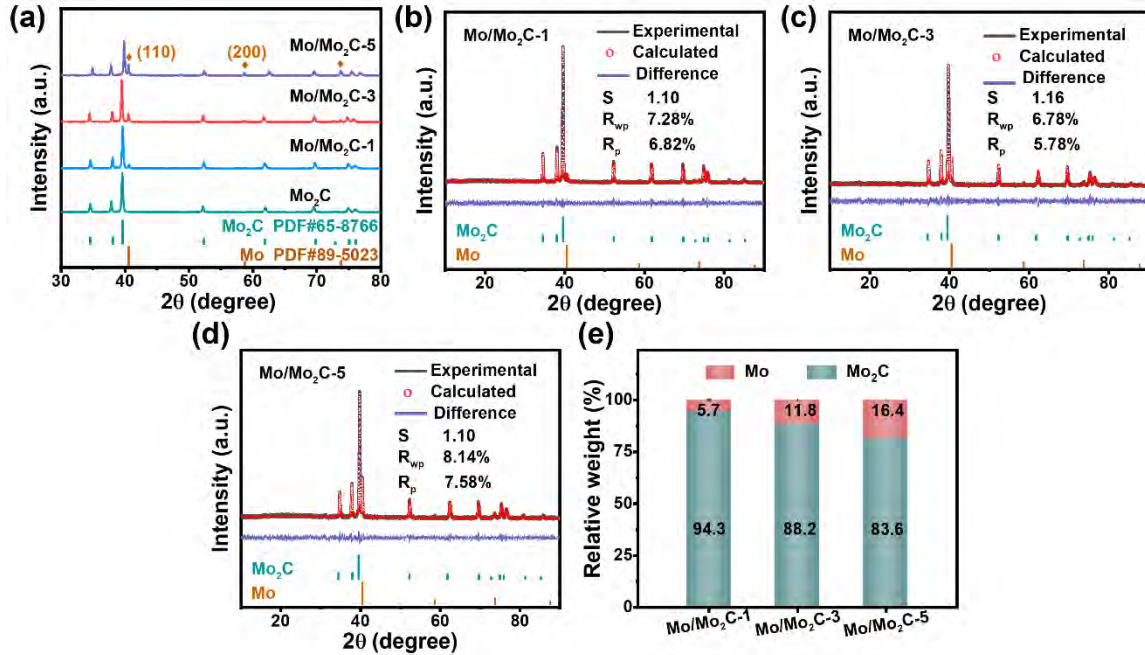 (a)
(110)
(200)
Mo/Mo₂C-5
Mo/Mo₂C-3
Mo/Mo₂C-1
Mo₂C
Mo₂C PDF#65-8766
Mo PDF#89-5023
Intensity (a.u.)
30 40 50 60 70 80
2θ (degree)
(b)
Mo/Mo₂C-1
Experimental
Calculated
Difference
S 1.10
Rwp 7.28%
Rp 6.82%
Mo₂C
Mo
Intensity (a.u.)
20 40 60 80
2θ (degree)
(c)
Mo/Mo₂C-3
Experimental
Calculated
Difference
S 1.16
Rwp 6.78%
Rp 5.78%
Mo₂C
Mo
Intensity (a.u.)
20 40 60 80
2θ (degree)
(d)
Mo/Mo₂C-5
Experimental
Calculated
Difference
S 1.10
Rwp 8.14%
Rp 7.58%
Mo₂C
Mo
Intensity (a.u.)
20 40 60 80
2θ (degree)
(e)
Mo Mo₂C
100
75
50
25
0
5.7 11.8 16.4
94.3 88.2 83.6
Relative weight (%)
Mo/Mo₂C-1 Mo/Mo₂C-3 Mo/Mo₂C-5